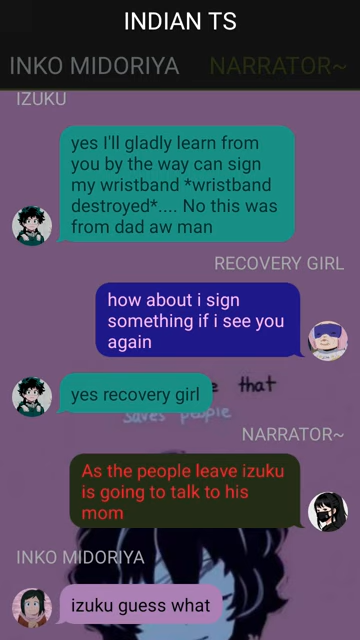 INDIAN TS
INKO MIDORIYA NARRATOR~
IZUKU
yes I'll gladly learn from
you by the way can sign
my wristband *wristband
destroyed*.... No this was
from dad aw man
RECOVERY GIRL
how about i sign
something if i see you
again
yes recovery girl
that
saves people
NARRATOR~
As the people leave izuku
is going to talk to his
mom
INKO MIDORIYA
izuku guess what